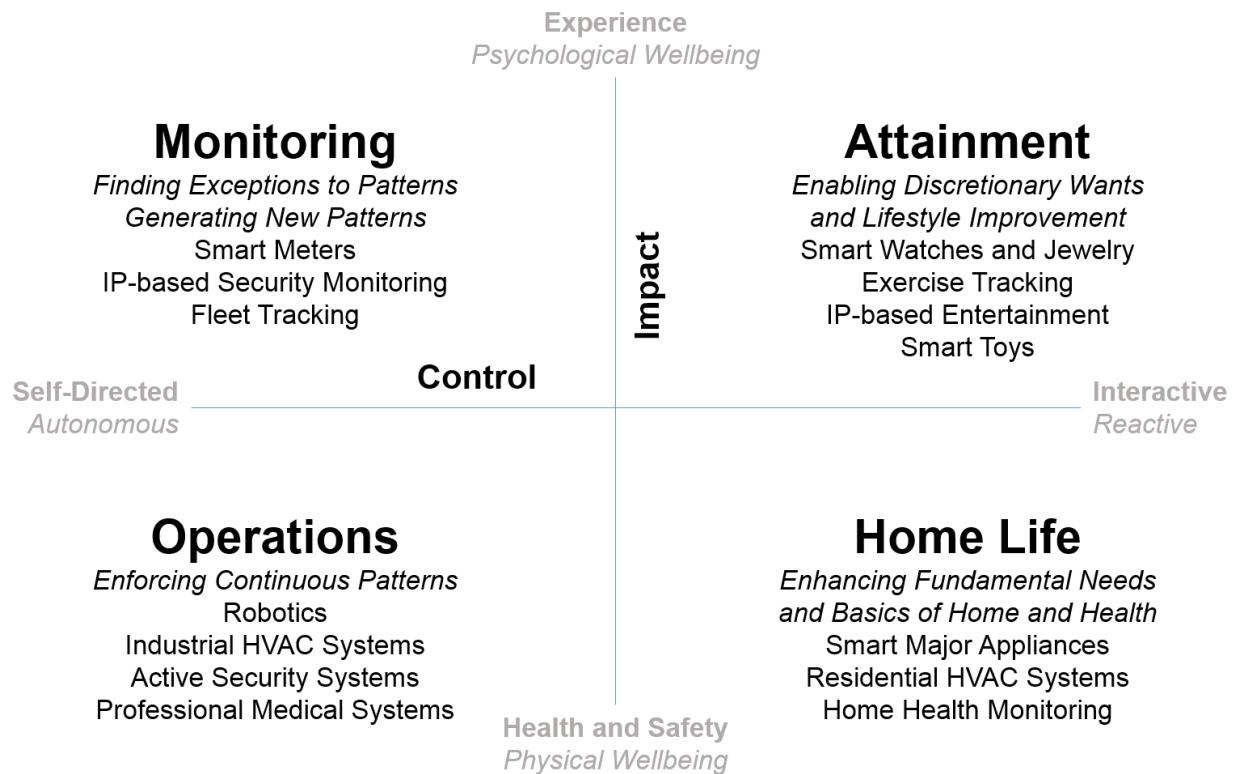 Experience
Psychological Wellbeing
Monitoring
Finding Exceptions to Patterns
Generating New Patterns
Smart Meters
IP-based Security Monitoring
Fleet Tracking
Attainment
Enabling Discretionary Wants
and Lifestyle Improvement
Smart Watches and Jewelry
Exercise Tracking
IP-based Entertainment
Smart Toys
Impact
Control
Self-Directed
Autonomous
Interactive
Reactive
Operations
Enforcing Continuous Patterns
Robotics
Industrial HVAC Systems
Active Security Systems
Professional Medical Systems
Home Life
Enhancing Fundamental Needs
and Basics of Home and Health
Smart Major Appliances
Residential HVAC Systems
Home Health Monitoring
Health and Safety
Physical Wellbeing